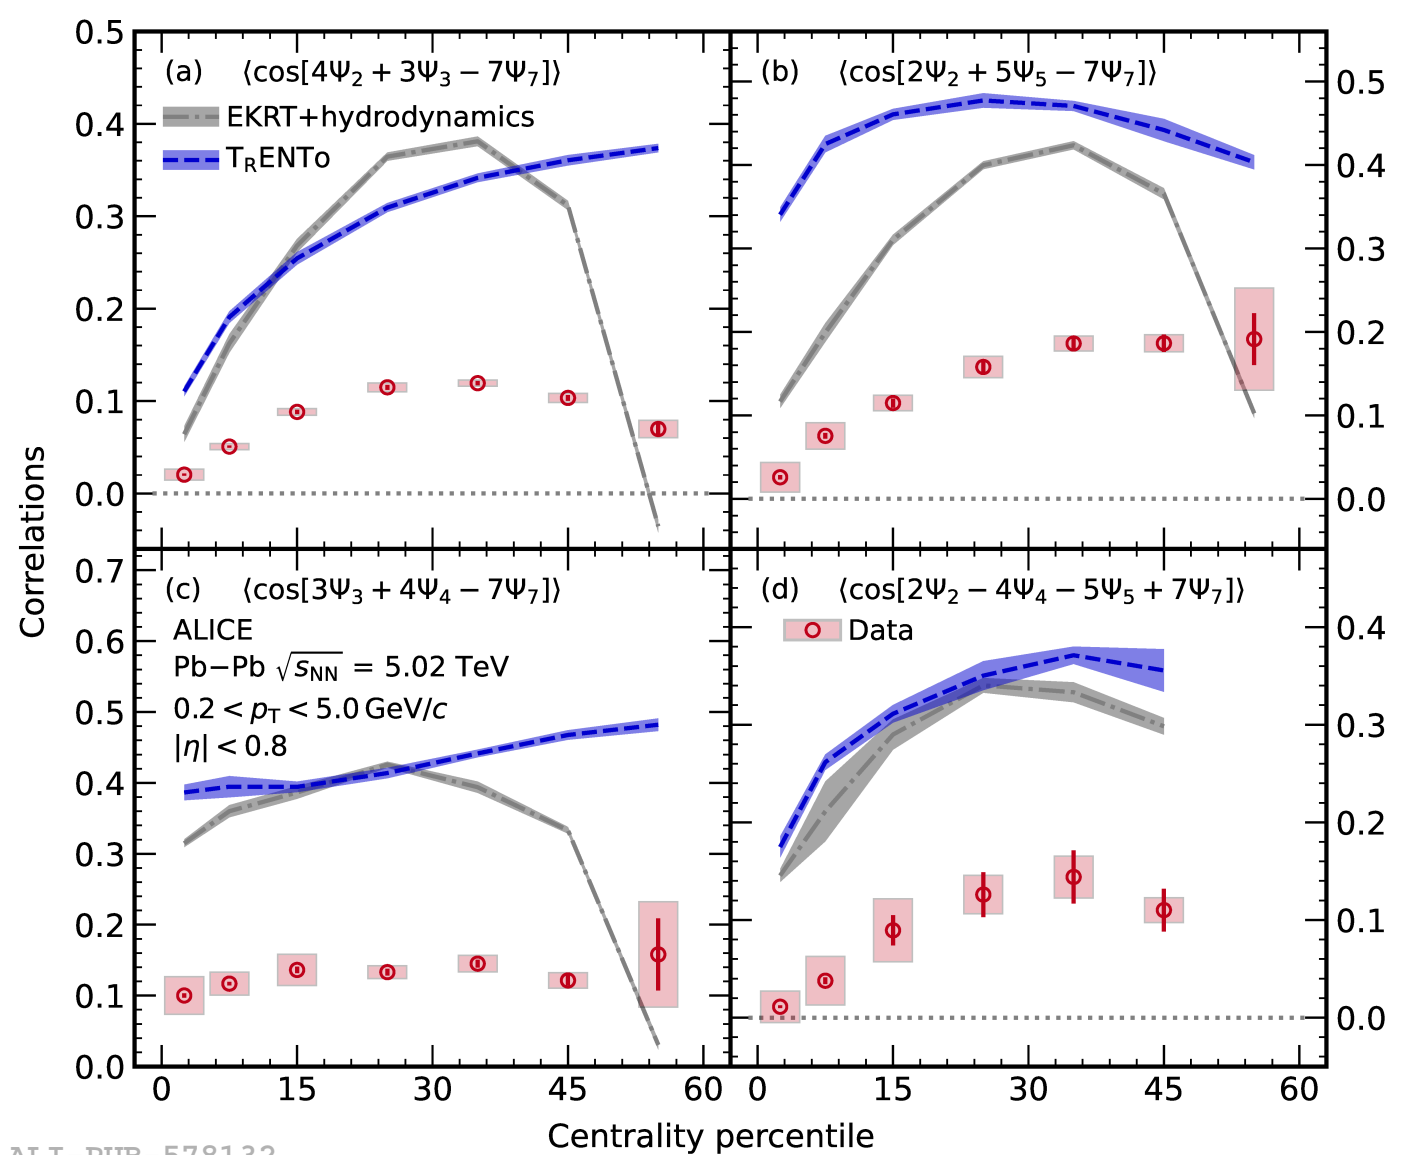 0.5
0.4
0.3
0.2
0.1
0.0
(a) ⟨cos[4Ψ₂ + 3Ψ₃ − 7Ψ₇]⟩
EKRT+hydrodynamics
TRENTo
(b) ⟨cos[2Ψ₂ + 5Ψ₅ − 7Ψ₇]⟩
0.5
0.4
0.3
0.2
0.1
0.0
Correlations
0.7
0.6
0.5
0.4
0.3
0.2
0.1
0.0
(c) ⟨cos[3Ψ₃ + 4Ψ₄ − 7Ψ₇]⟩
ALICE
Pb−Pb √sNN = 5.02 TeV
0.2 < pT < 5.0 GeV/c
|η| < 0.8
(d) ⟨cos[2Ψ₂ − 4Ψ₄ − 5Ψ₅ + 7Ψ₇]⟩
Data
0.4
0.3
0.2
0.1
0.0
0 15 30 45 60 0 15 30 45 60
Centrality percentile
ALI-PUB-578132